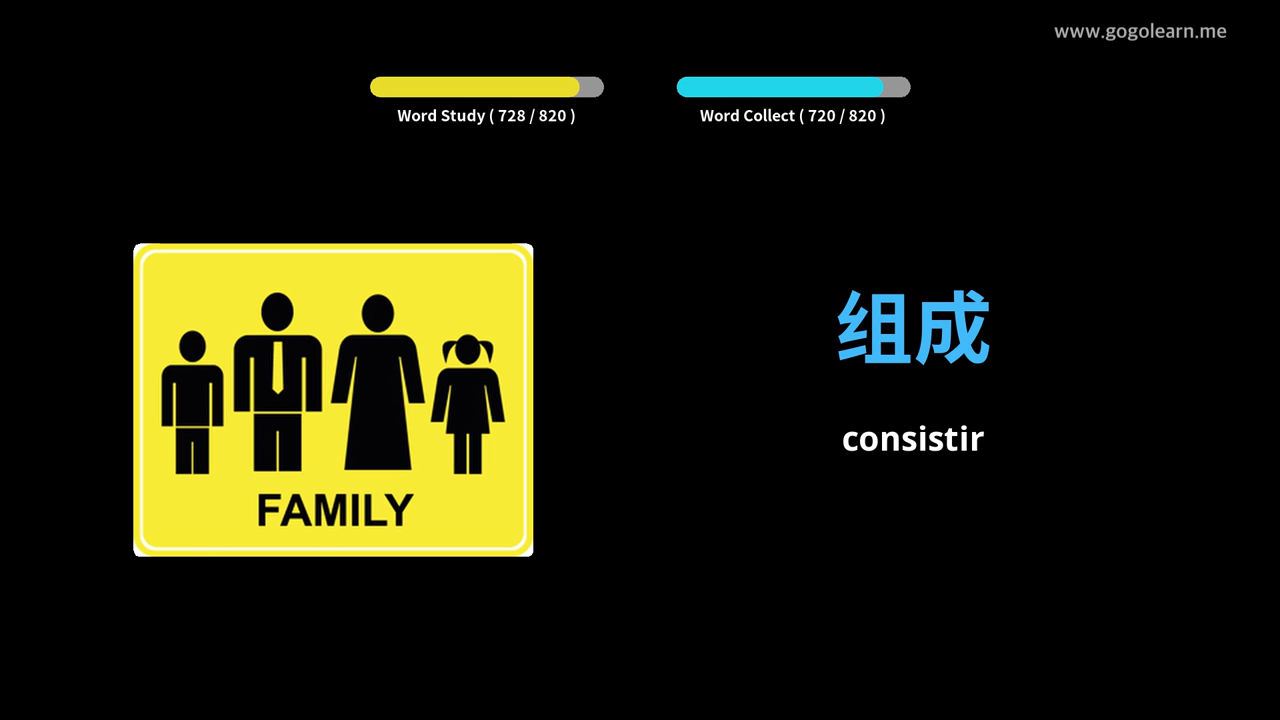 www.gogolearn.me
Word Study ( 728 / 820 )
Word Collect ( 720 / 820 )
FAMILY
组成
consistir